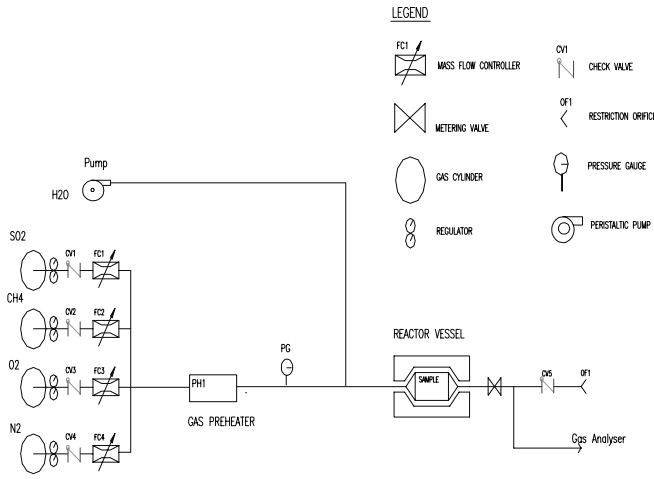 LEGEND
FC1
MASS FLOW CONTROLLER
CV1
CHECK VALVE
METERING VALVE
OF1
RESTRICTION ORIFICI
GAS CYLINDER
PRESSURE GAUGE
REGULATOR
PERISTALTIC PUMP
Pump
H2O
SO2
CV1
FC1
CH4
CV2
FC2
O2
CV3
FC3
N2
CV4
FC4
PH1
GAS PREHEATER
PG
REACTOR VESSEL
SAMPLE
CV5
OF1
Gas Analyser